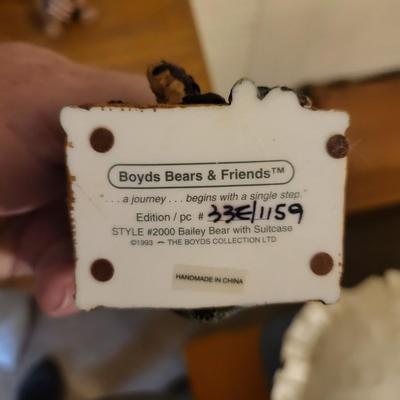 Boyds Bears & Friends™
"... a journey ... begins with a single step."
Edition / pc # 33E/1159
STYLE #2000 Bailey Bear with Suitcase
©1993 ~ THE BOYDS COLLECTION LTD
HANDMADE IN CHINA